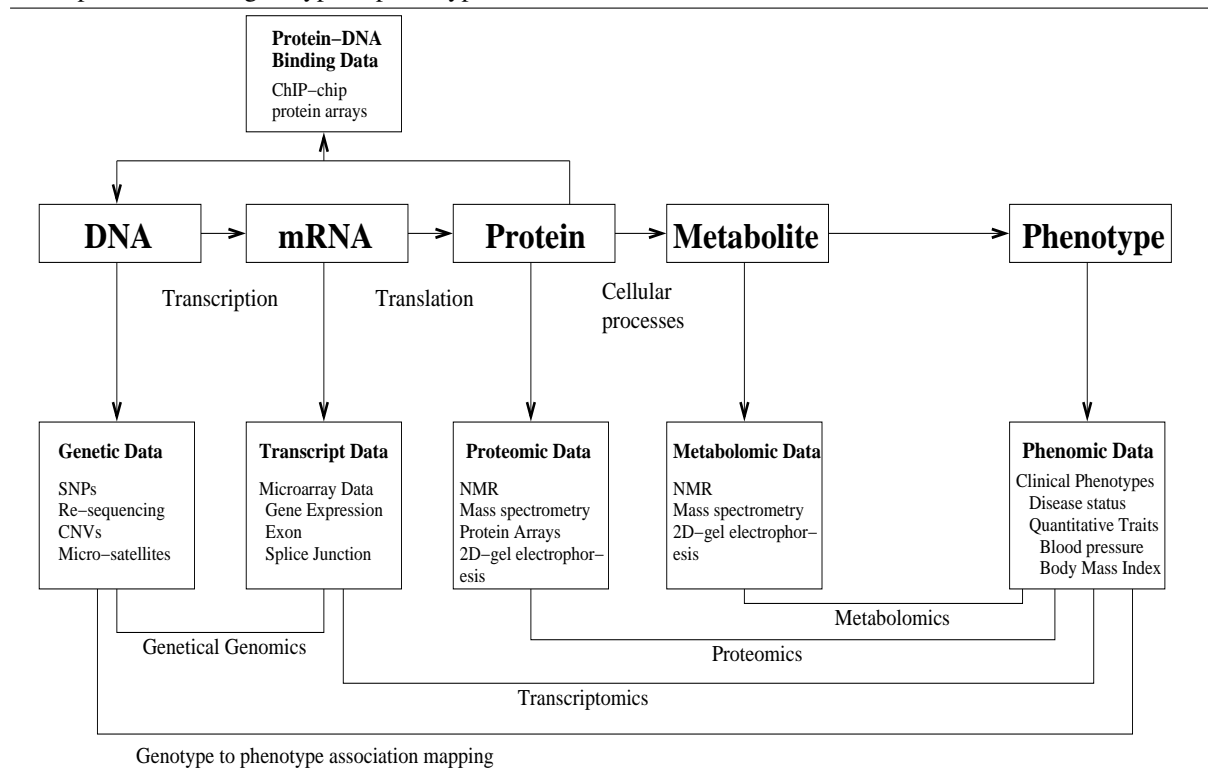 Protein−DNA
Binding Data
ChIP−chip
protein arrays
DNA
mRNA
Protein
Metabolite
Phenotype
Transcription
Translation
Cellular
processes
Genetic Data
SNPs
Re−sequencing
CNVs
Micro−satellites
Transcript Data
Microarray Data
Gene Expression
Exon
Splice Junction
Proteomic Data
NMR
Mass spectrometry
Protein Arrays
2D−gel electrophor−
esis
Metabolomic Data
NMR
Mass spectrometry
2D−gel electrophor−
esis
Phenomic Data
Clinical Phenotypes
Disease status
Quantitative Traits
Blood pressure
Body Mass Index
Metabolomics
Genetical Genomics
Proteomics
Transcriptomics
Genotype to phenotype association mapping